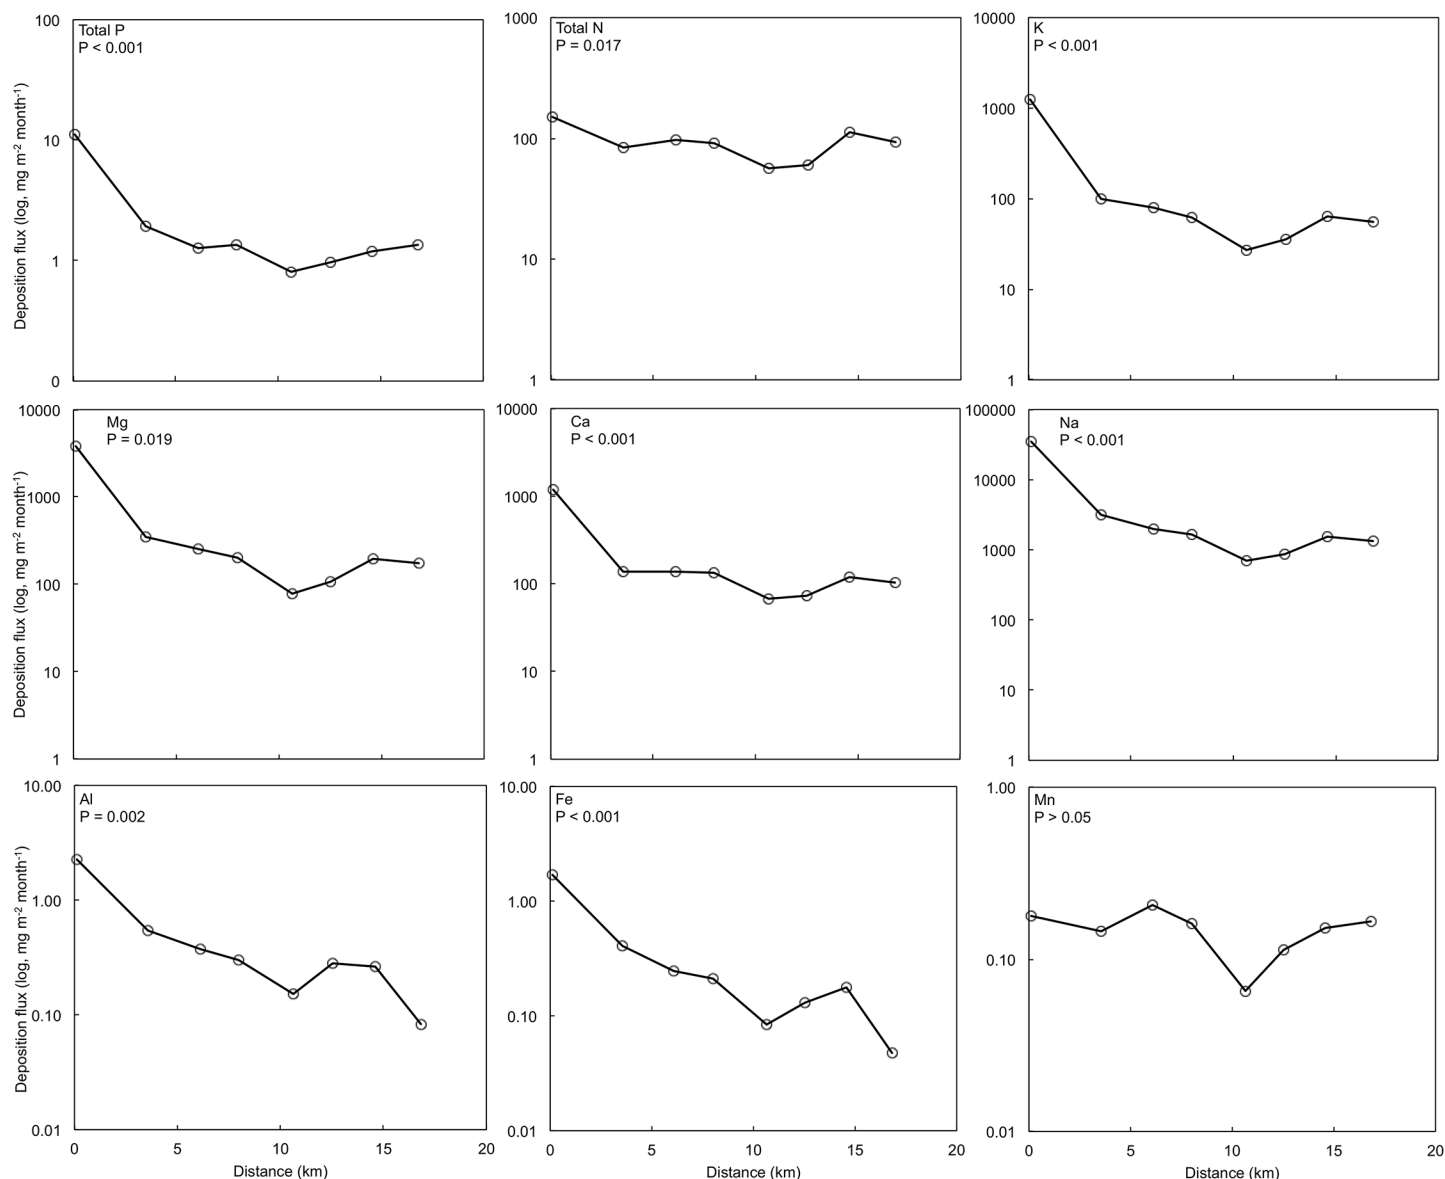 Total P
P < 0.001
100
10
1
0
Deposition flux (log, mg m⁻² month⁻¹)
Total N
P = 0.017
1000
100
10
1
K
P < 0.001
10000
1000
100
10
1
Mg
P = 0.019
10000
1000
100
10
1
Deposition flux (log, mg m⁻² month⁻¹)
Ca
P < 0.001
10000
1000
100
10
1
Na
P < 0.001
100000
10000
1000
100
10
1
Al
P = 0.002
10.00
1.00
0.10
0.01
Deposition flux (log, mg m⁻² month⁻¹)
0 5 10 15 20
Distance (km)
Fe
P < 0.001
10.00
1.00
0.10
0.01
0 5 10 15 20
Distance (km)
Mn
P > 0.05
1.00
0.10
0.01
0 5 10 15 20
Distance (km)